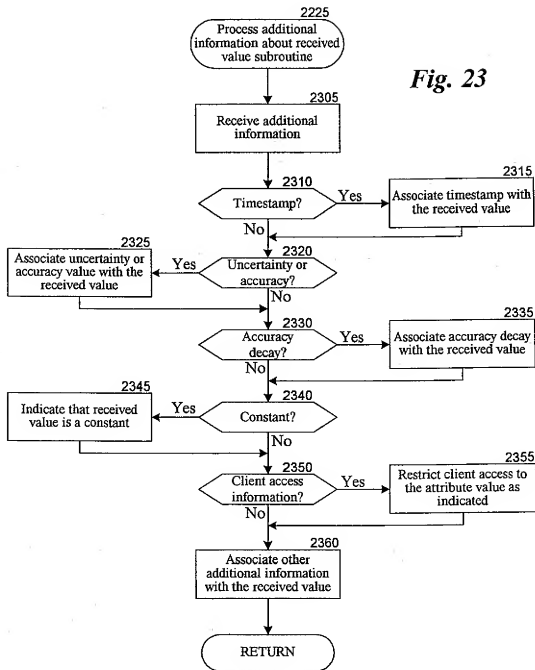 2225
Process additional
information about received
value subroutine
Fig. 23
2305
Receive additional
information
2310
Timestamp?
Yes
No
2315
Associate timestamp with
the received value
2320
Uncertainty or
accuracy?
Yes
No
2325
Associate uncertainty or
accuracy value with the
received value
2330
Accuracy
decay?
Yes
No
2335
Associate accuracy decay
with the received value
2340
Constant?
Yes
No
2345
Indicate that received
value is a constant
2350
Client access
information?
Yes
No
2355
Restrict client access to
the attribute value as
indicated
2360
Associate other
additional information
with the received value
RETURN